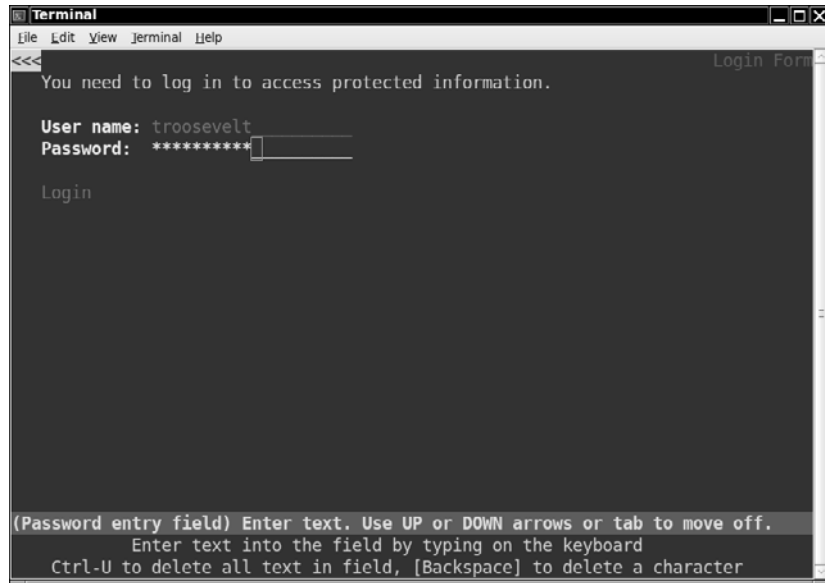 Terminal
File Edit View Terminal Help
<<< Login Form
You need to log in to access protected information.
User name: troosevelt
Password: **********
Login
(Password entry field) Enter text. Use UP or DOWN arrows or tab to move off.
Enter text into the field by typing on the keyboard
Ctrl-U to delete all text in field, [Backspace] to delete a character